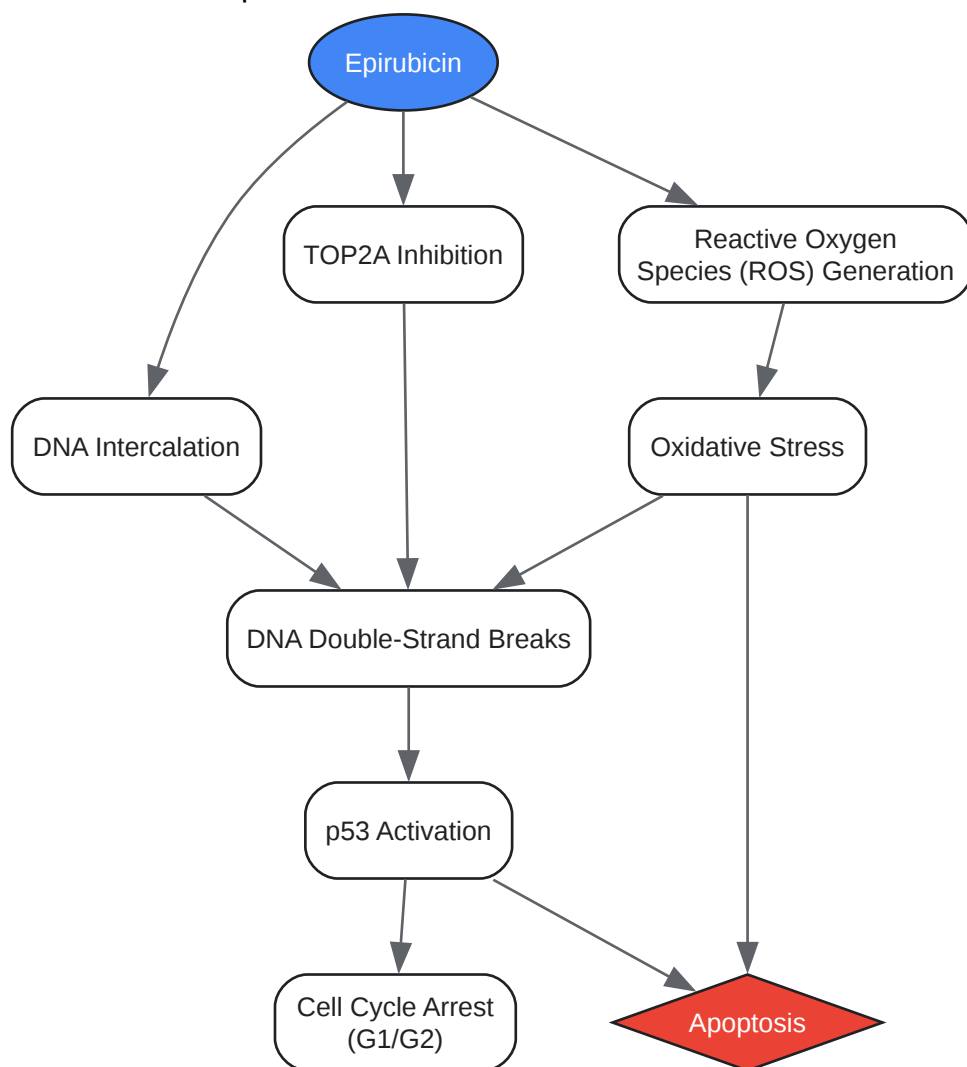 Epirubicin
TOP2A Inhibition
Reactive Oxygen
Species (ROS) Generation
DNA Intercalation
Oxidative Stress
DNA Double-Strand Breaks
p53 Activation
Cell Cycle Arrest
(G1/G2)
Apoptosis